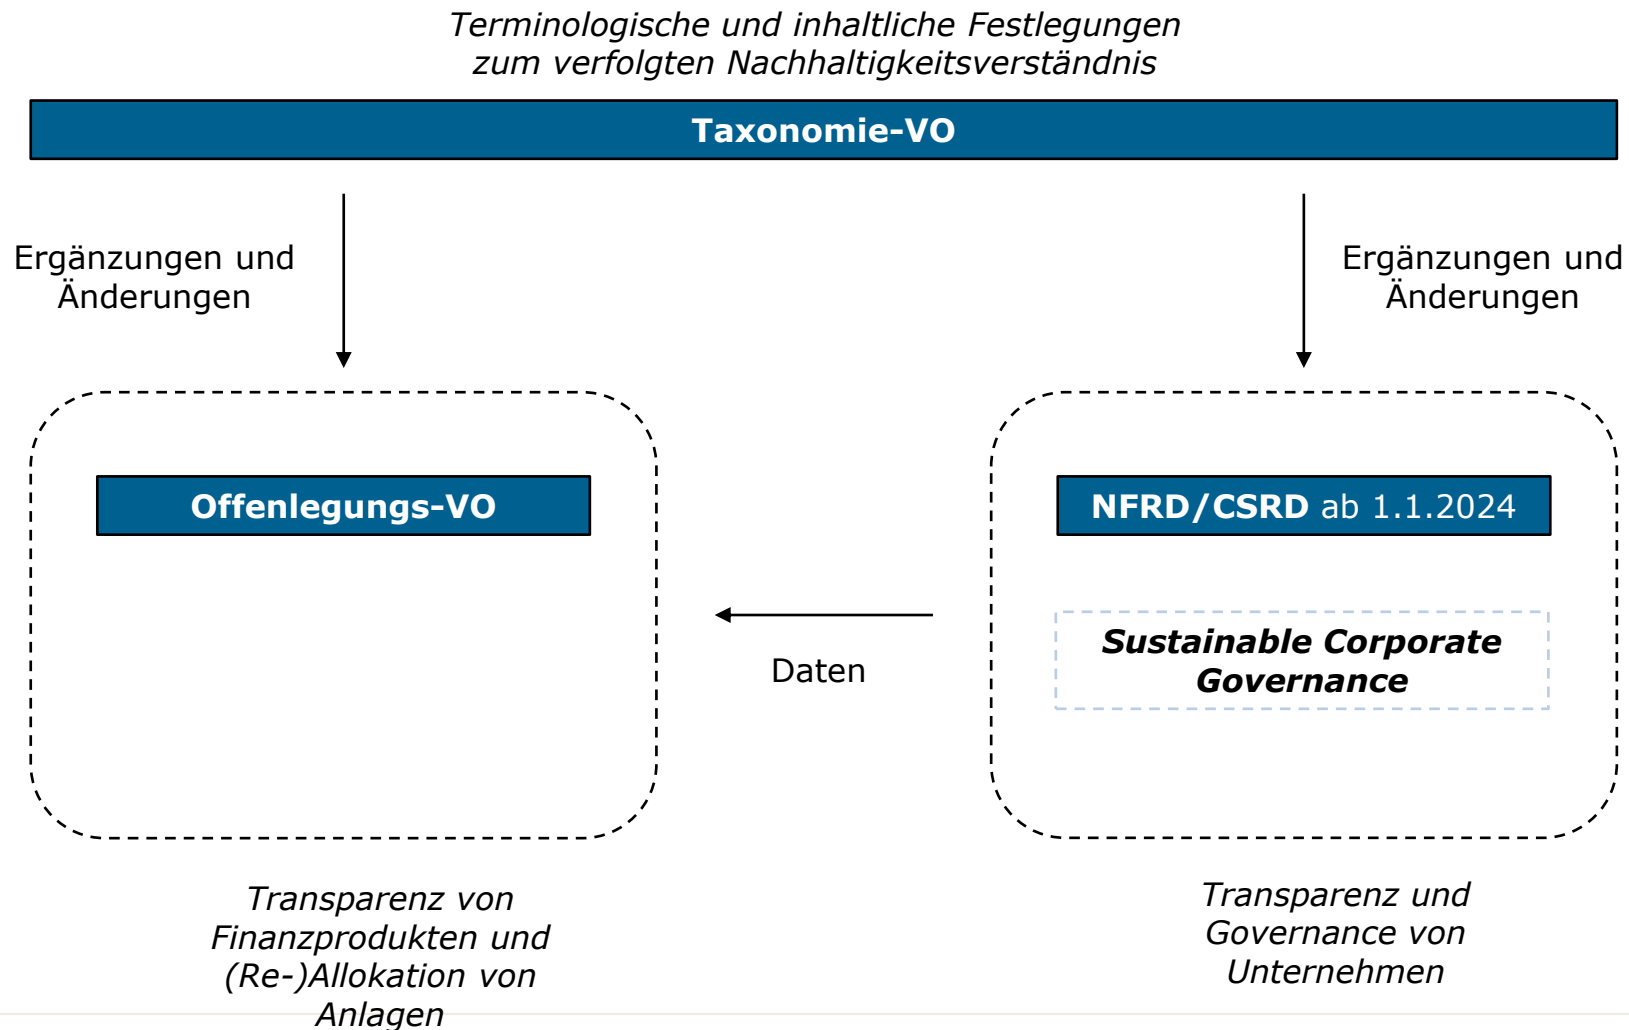 Terminologische und inhaltliche Festlegungen
zum verfolgten Nachhaltigkeitsverständnis
Taxonomie-VO
Ergänzungen und
Änderungen
Ergänzungen und
Änderungen
Offenlegungs-VO
NFRD/CSRD ab 1.1.2024
Daten
Sustainable Corporate
Governance
Transparenz von
Finanzprodukten und
(Re-)Allokation von
Anlagen
Transparenz und
Governance von
Unternehmen